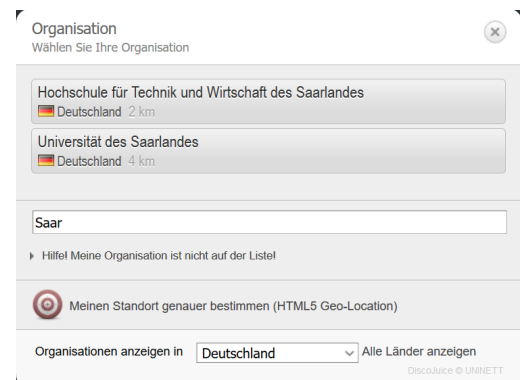 Organisation
Wählen Sie Ihre Organisation
Hochschule für Technik und Wirtschaft des Saarlandes
Deutschland 2 km
Universität des Saarlandes
Deutschland 4 km
Saar
Hilfe! Meine Organisation ist nicht auf der Liste!
Meinen Standort genauer bestimmen (HTML5 Geo-Location)
Organisationen anzeigen in Deutschland Alle Länder anzeigen
DiscoJuice © UNINETT